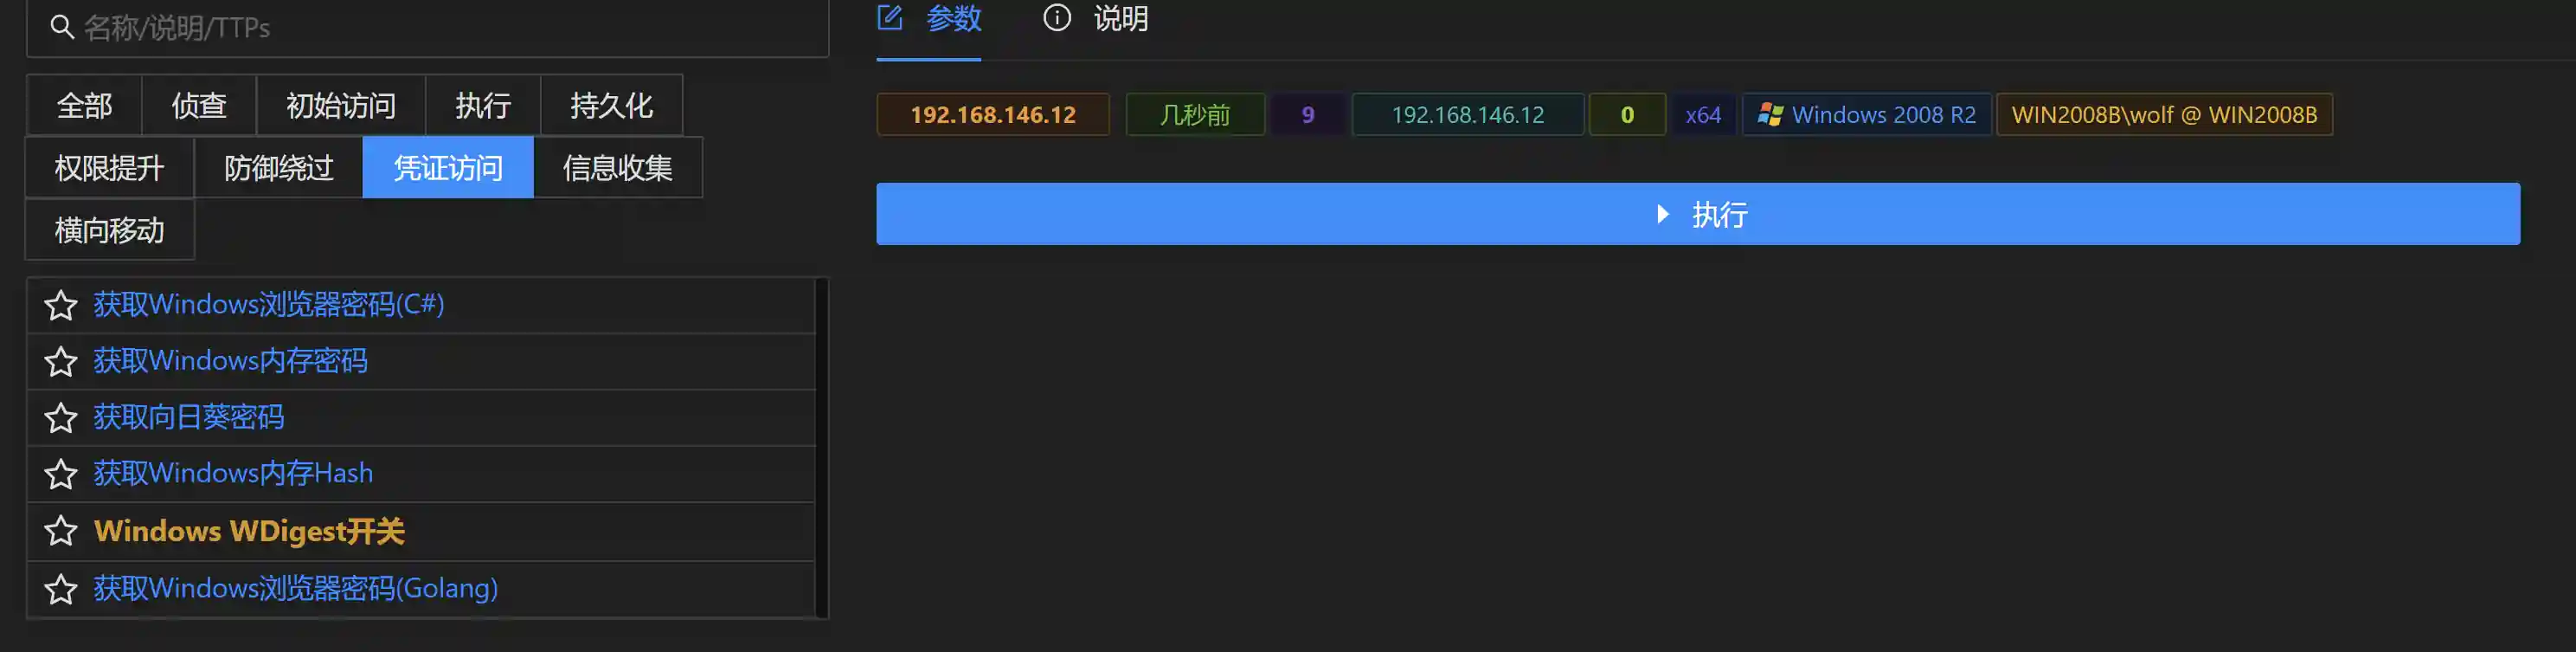 名称/说明/TTPs
全部 侦查 初始访问 执行 持久化
权限提升 防御绕过 凭证访问 信息收集
横向移动
获取Windows浏览器密码(C#)
获取Windows内存密码
获取向日葵密码
获取Windows内存Hash
Windows WDigest开关
获取Windows浏览器密码(Golang)
参数 说明
192.168.146.12 几秒前 9 192.168.146.12 0 x64 Windows 2008 R2 WIN2008B\wolf @ WIN2008B
执行